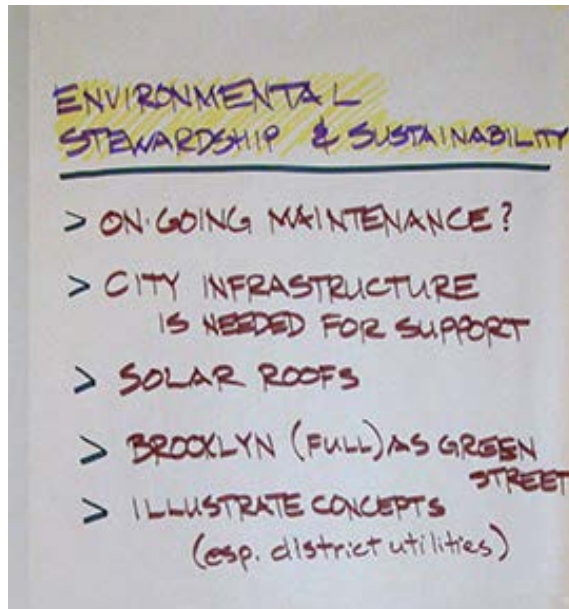 ENVIRONMENTAL
STEWARDSHIP & SUSTAINABILITY
> ON·GOING MAINTENANCE?
> CITY INFRASTRUCTURE
IS NEEDED FOR SUPPORT
> SOLAR ROOFS
> BROOKLYN (FULL) AS GREEN
STREET
> ILLUSTRATE CONCEPTS
(esp. district utilities)